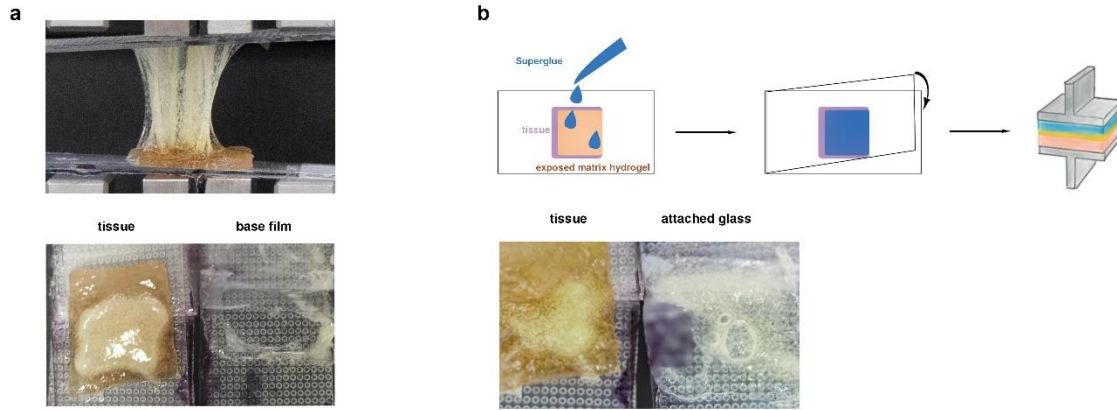 a
tissue
base film
b
Superglue
tissue
exposed matrix hydrogel
tissue
attached glass